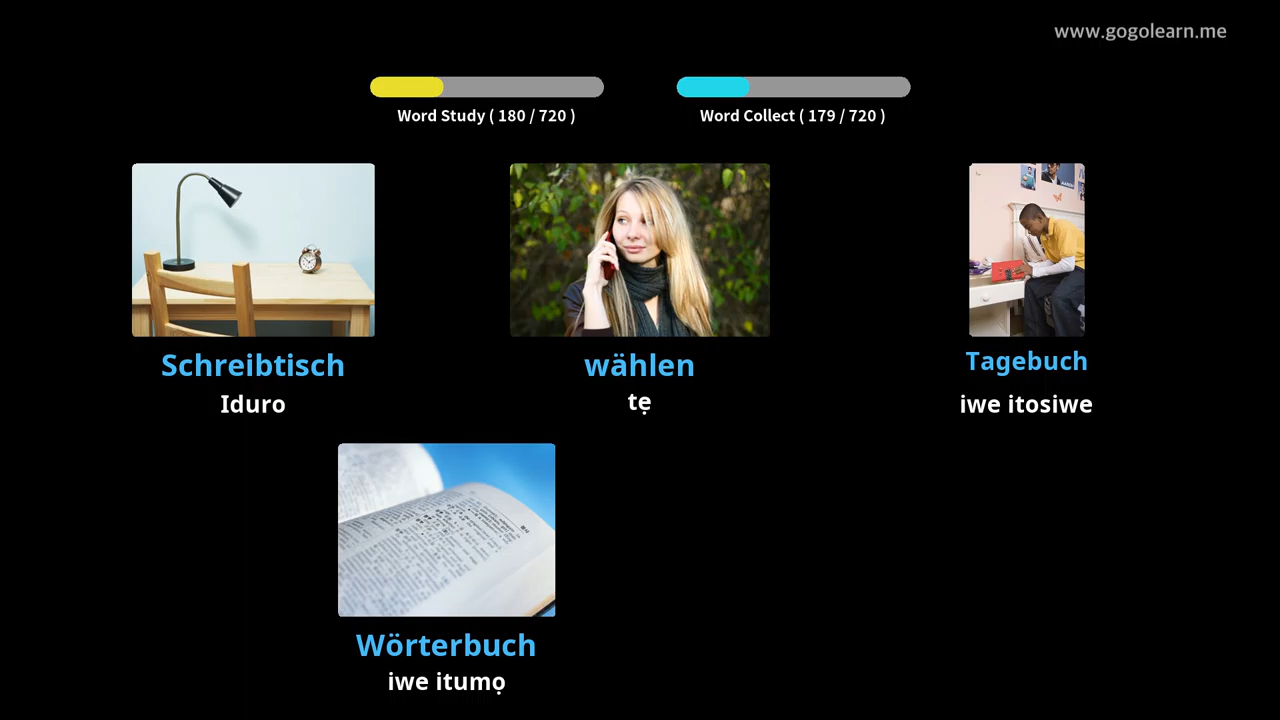 www.gogolearn.me
Word Study ( 180 / 720 )
Word Collect ( 179 / 720 )
Schreibtisch
Iduro
wählen
tẹ
Tagebuch
iwe itosiwe
Wörterbuch
iwe itumọ